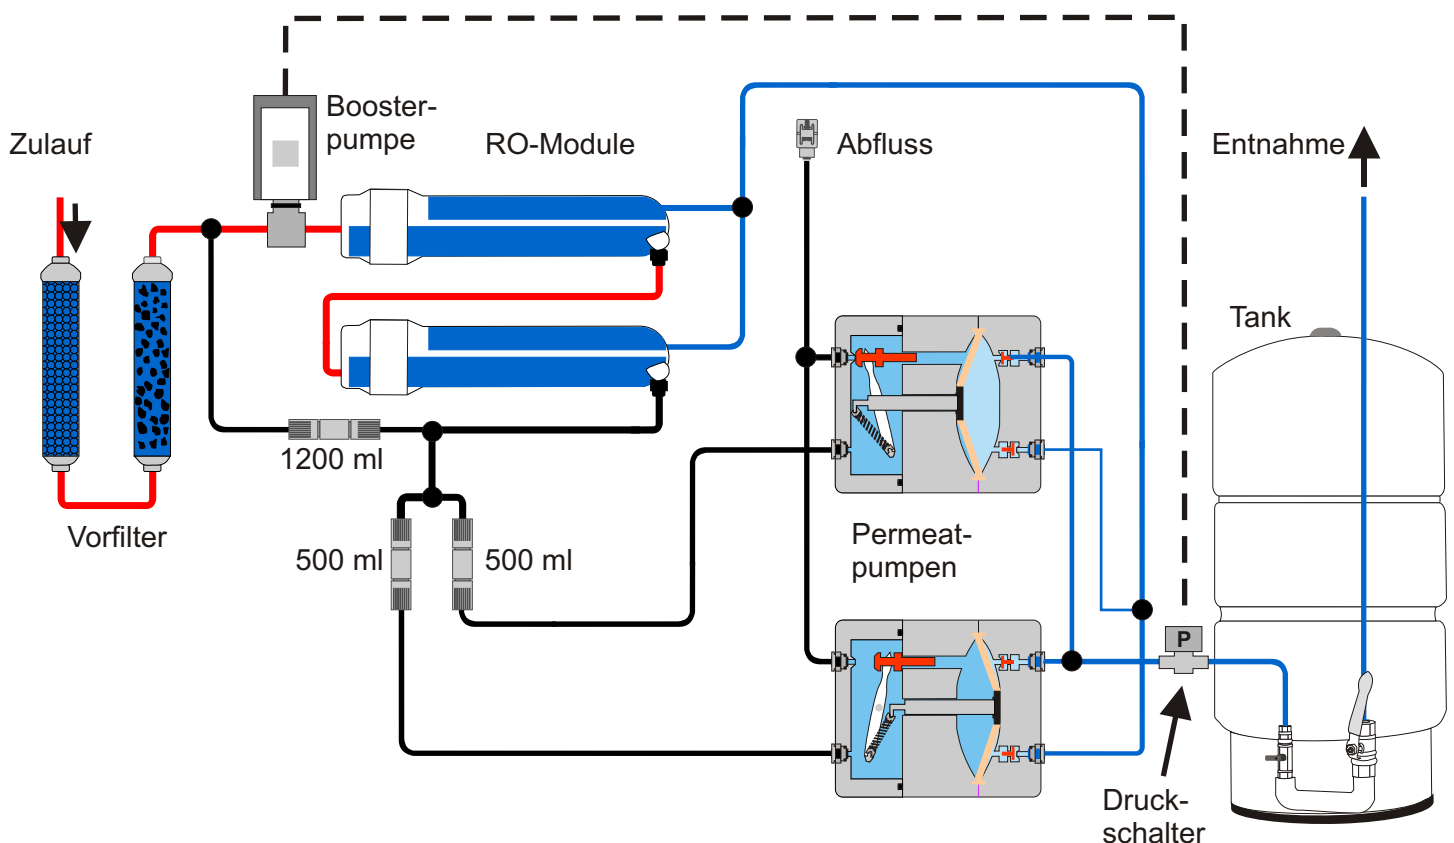 Zulauf
Booster-
pumpe
RO-Module
Abfluss
Entnahme
Tank
1200 ml
Vorfilter
500 ml
500 ml
Permeat-
pumpen
P
Druck-
schalter